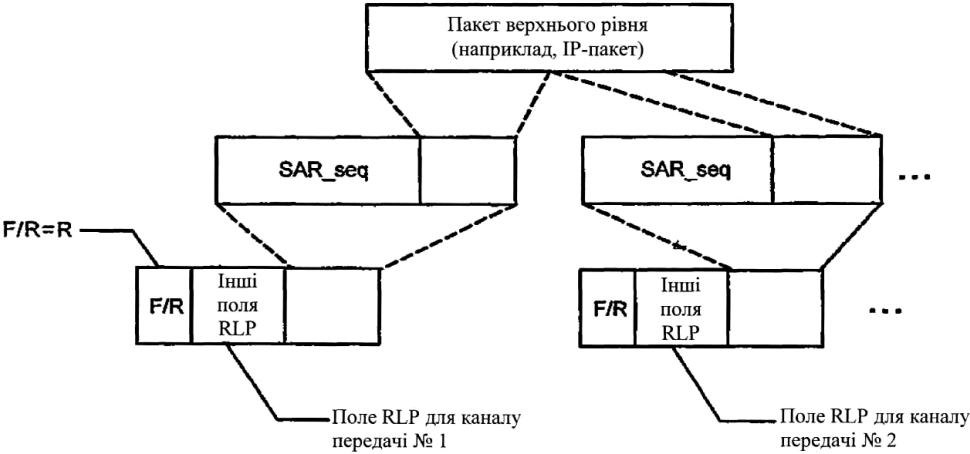 Пакет верхнього рівня
(наприклад, IP-пакет)
SAR_seq
SAR_seq
...
F/R=R
F/R
Інші
поля
RLP
F/R
Інші
поля
RLP
...
Поле RLP для каналу
передачі № 1
Поле RLP для каналу
передачі № 2